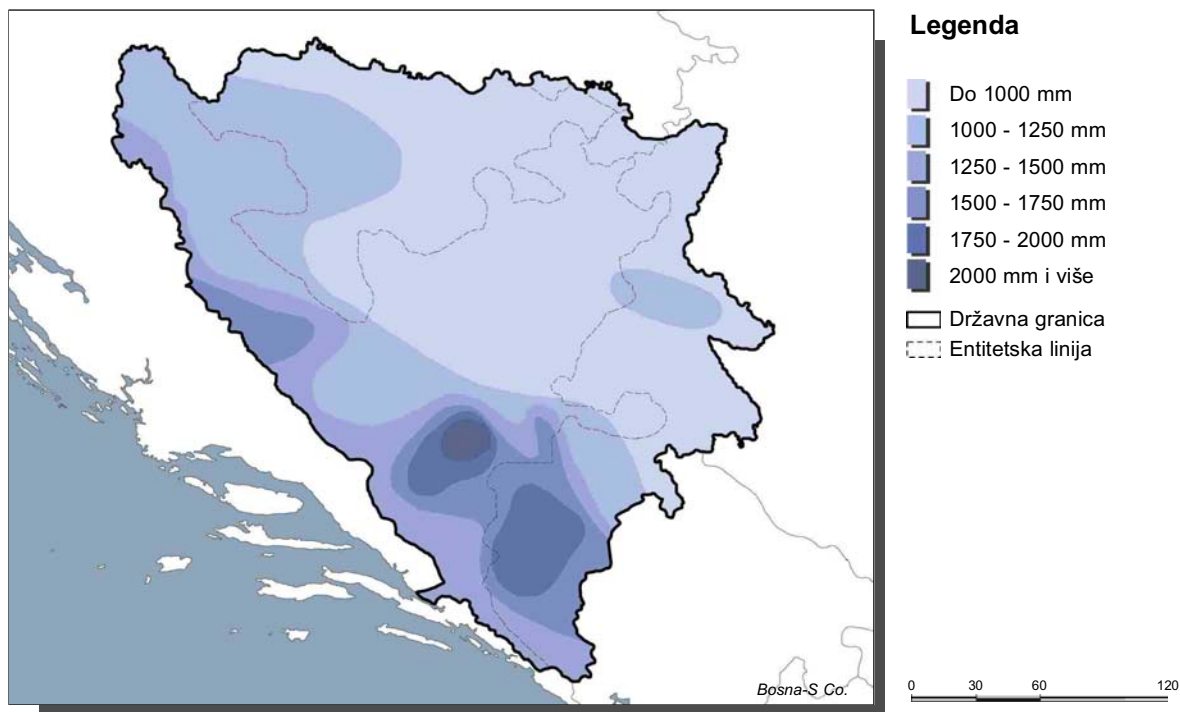 Legenda
Do 1000 mm
1000 - 1250 mm
1250 - 1500 mm
1500 - 1750 mm
1750 - 2000 mm
2000 mm i više
Državna granica
Entitetska linija
Bosna-S Co.
0 30 60 120